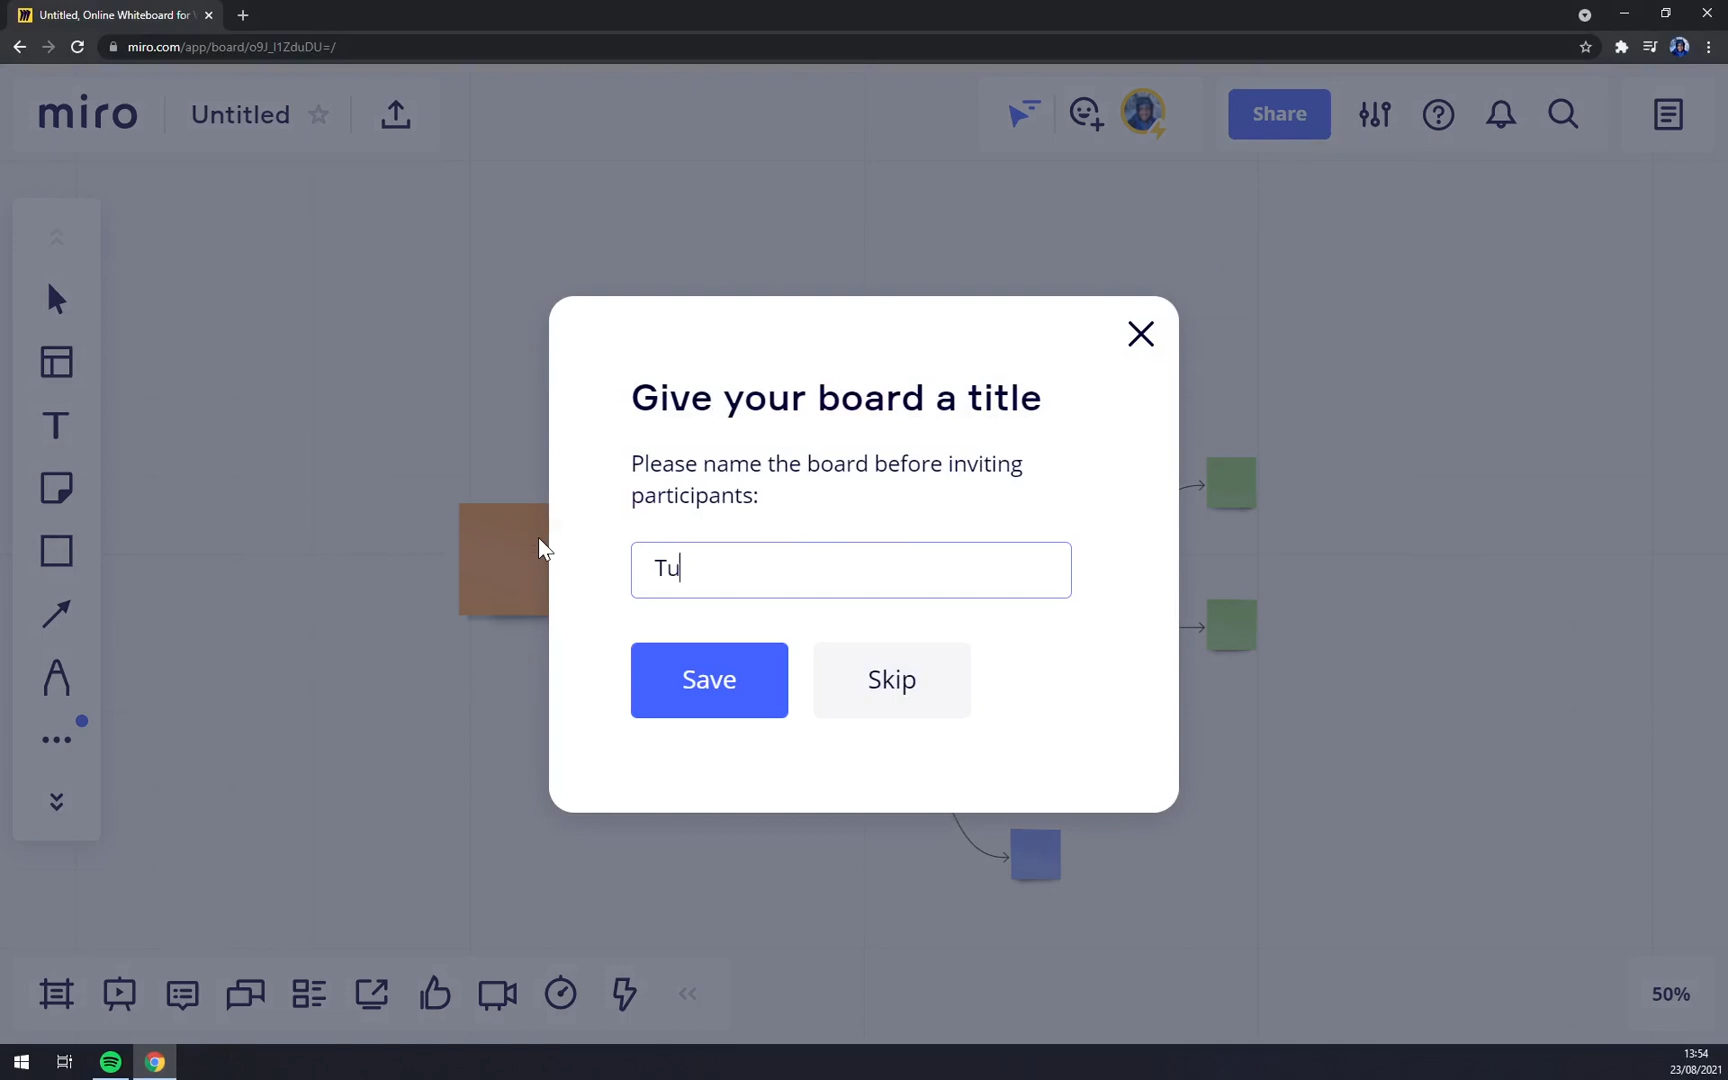 Untitled, Online Whiteboard for
miro.com/app/board/o9J_l1ZduDU=/
miro
Untitled
Share
Give your board a title
Please name the board before inviting
participants:
Tu
Save
Skip
50%
13:54
23/08/2021